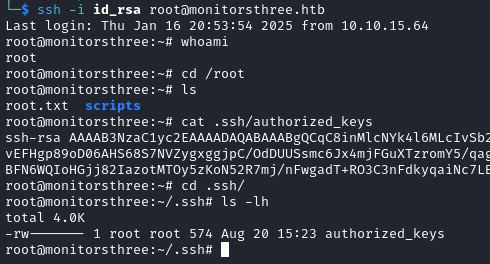 └─$ ssh -i id_rsa root@monitorsthree.htb
Last login: Thu Jan 16 20:53:54 2025 from 10.10.15.64
root@monitorsthree:~# whoami
root
root@monitorsthree:~# cd /root
root@monitorsthree:~# ls
root.txt  scripts
root@monitorsthree:~# cat .ssh/authorized_keys
ssh-rsa AAAAB3NzaC1yc2EAAAADAQABAAABgQCqC8inMlcNYk4l6MLcIvSb2
vEFHgp89oD06AHS68S7NVZygxggjpC/OdDUUSsmc6Jx4mjFGuXTzromY5/qag
BFN6WQIoHGjj82IazotMTOy5zKoN52R7mj/nFwgadT+RO3C3nFdkyqaiNc7LE
root@monitorsthree:~# cd .ssh/
root@monitorsthree:~/.ssh# ls -lh
total 4.0K
-rw------- 1 root root 574 Aug 20 15:23 authorized_keys
root@monitorsthree:~/.ssh#